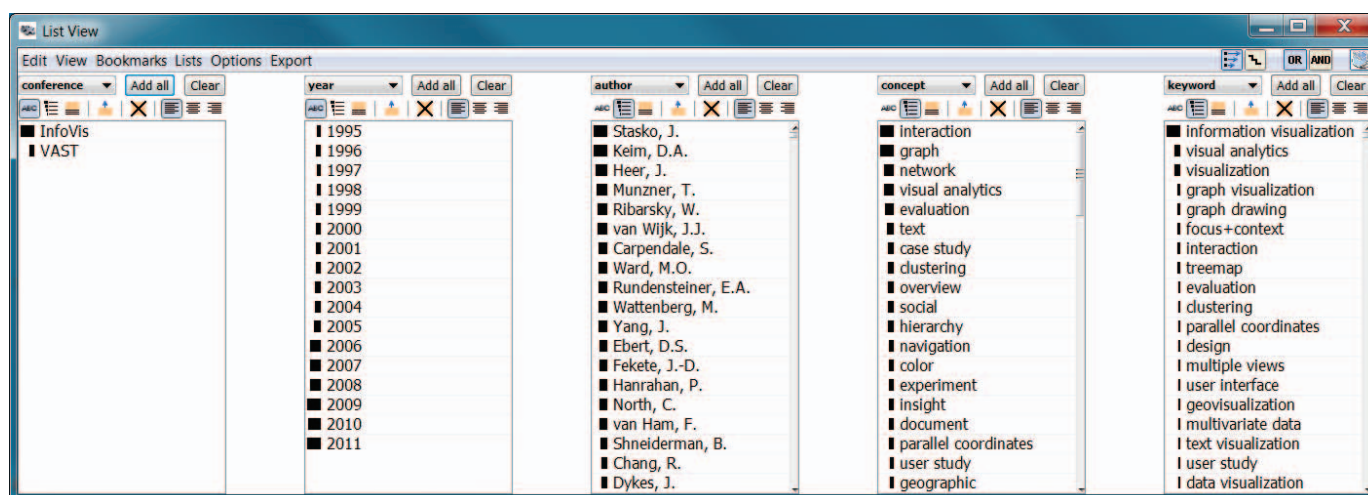 List View
Edit View Bookmarks Lists Options Export OR AND
conference Add all Clear
ABC
InfoVis
VAST
year Add all Clear
ABC
1995
1996
1997
1998
1999
2000
2001
2002
2003
2004
2005
2006
2007
2008
2009
2010
2011
author Add all Clear
ABC
Stasko, J.
Keim, D.A.
Heer, J.
Munzner, T.
Ribarsky, W.
van Wijk, J.J.
Carpendale, S.
Ward, M.O.
Rundensteiner, E.A.
Wattenberg, M.
Yang, J.
Ebert, D.S.
Fekete, J.-D.
Hanrahan, P.
North, C.
van Ham, F.
Shneiderman, B.
Chang, R.
Dykes, J.
concept Add all Clear
ABC
interaction
graph
network
visual analytics
evaluation
text
case study
clustering
overview
social
hierarchy
navigation
color
experiment
insight
document
parallel coordinates
user study
geographic
keyword Add all Clear
ABC
information visualization
visual analytics
visualization
graph visualization
graph drawing
focus+context
interaction
treemap
evaluation
clustering
parallel coordinates
design
multiple views
user interface
geovisualization
multivariate data
text visualization
user study
data visualization